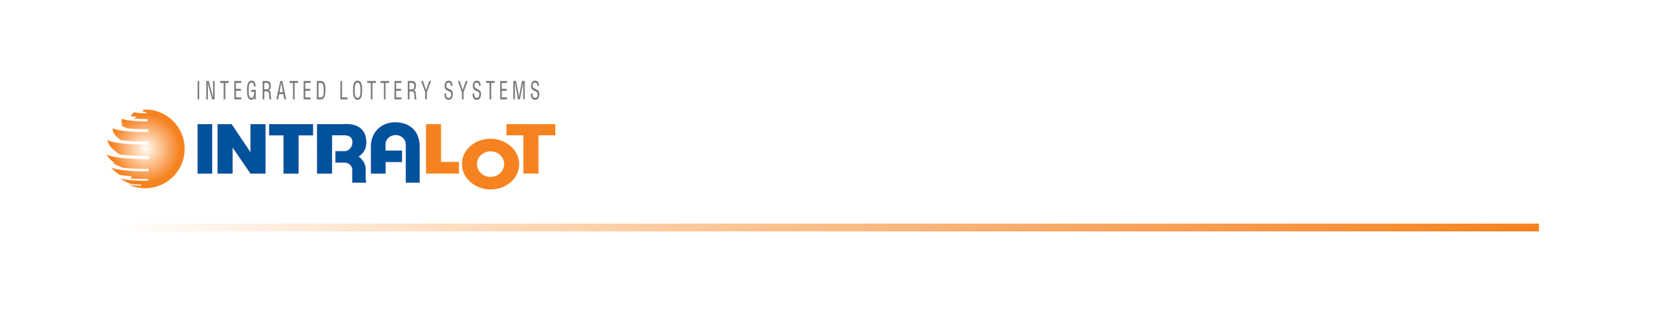 INTEGRATED LOTTERY SYSTEMS
INTRALOT